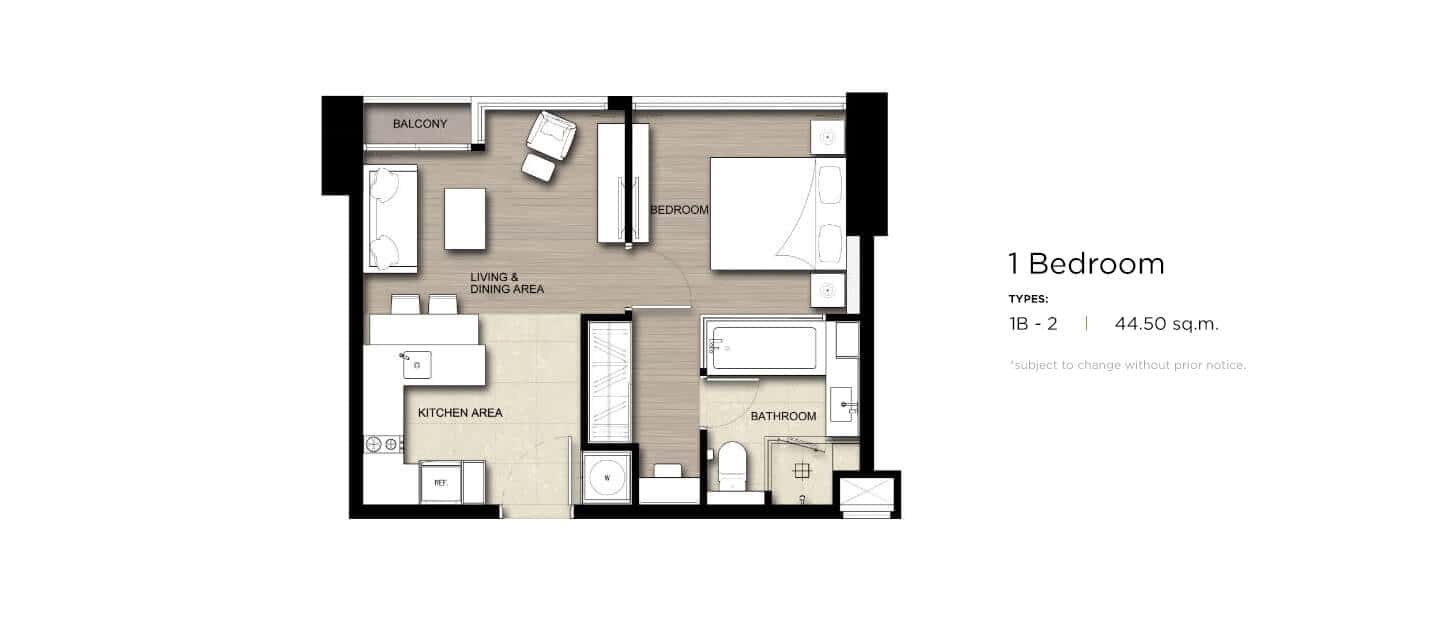 BALCONY
BEDROOM
LIVING &
DINING AREA
KITCHEN AREA
BATHROOM
REF.
W
1 Bedroom
TYPES:
1B - 2 | 44.50 sq.m.
*subject to change without prior notice.